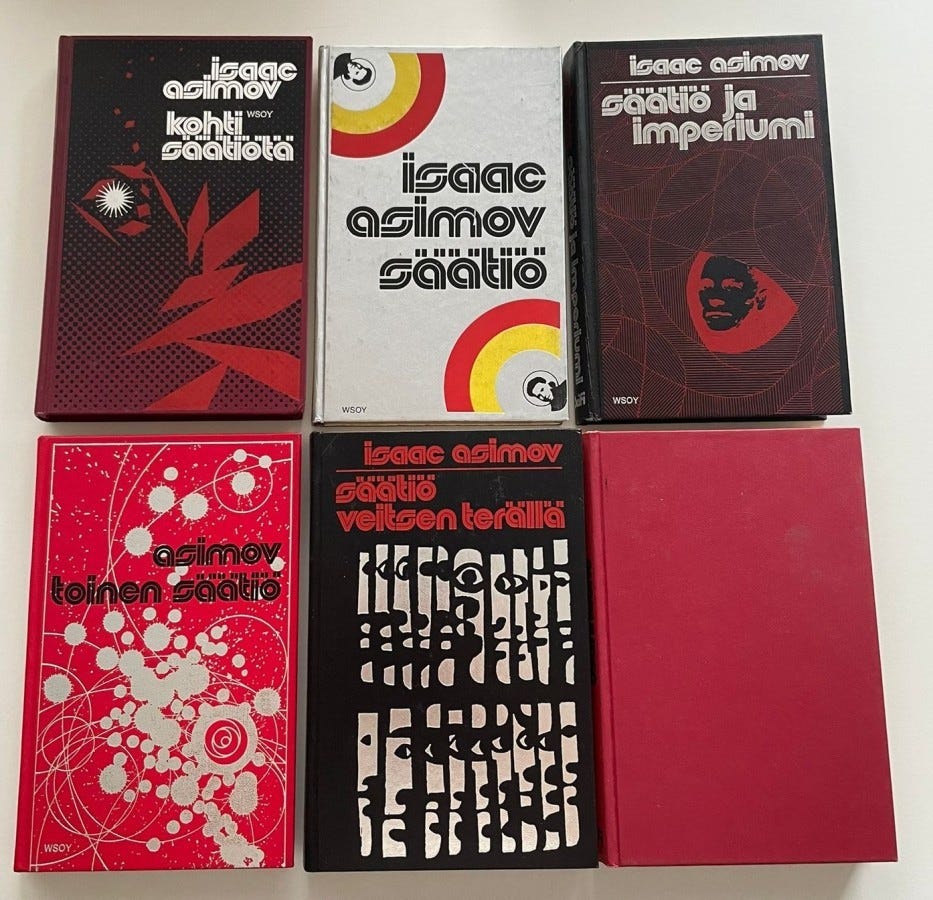 isaac
asimov
kohti WSOY
säätiötä
isaac
asimov
säätiö
WSOY
isaac asimov
säätiö ja
imperiumi
WSOY
asimov
toinen säätiö
WSOY
isaac asimov
säätiö
veitsen terällä